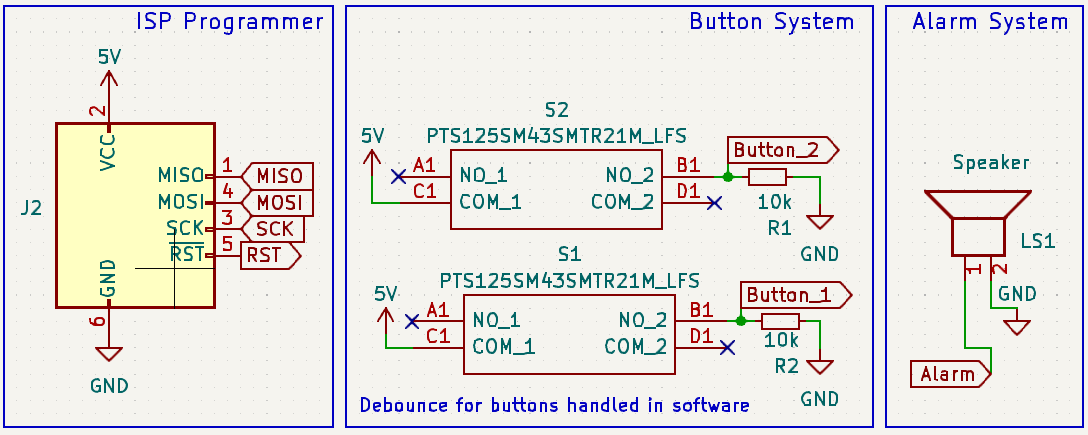 ISP Programmer
5V
2
VCC
J2
MISO 1 MISO
MOSI 4 MOSI
SCK 3 SCK
RST 5 RST
GND
6
GND
Button System
S2
5V PTS125SM43SMTR21M_LFS
A1 NO_1 NO_2 B1 Button_2
C1 COM_1 COM_2 D1
10k
R1
GND
S1
5V PTS125SM43SMTR21M_LFS
A1 NO_1 NO_2 B1 Button_1
C1 COM_1 COM_2 D1
10k
R2
GND
Debounce for buttons handled in software
Alarm System
Speaker
LS1
1 2
GND
Alarm